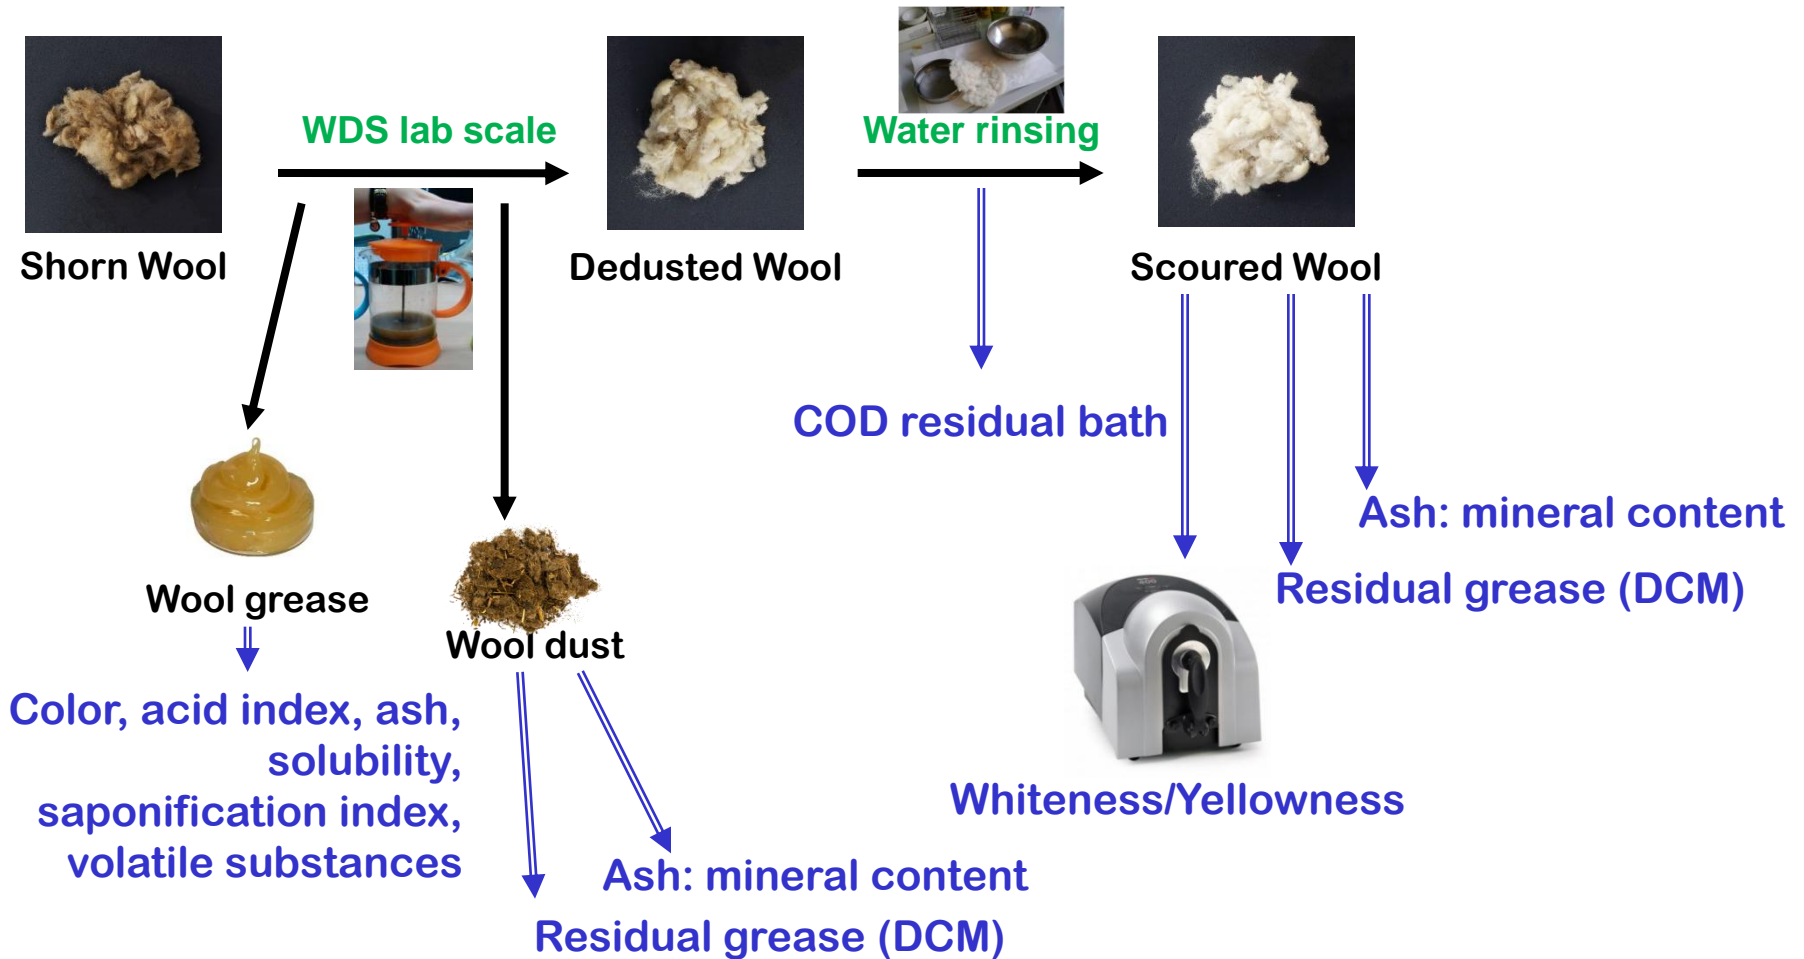 WDS lab scale
Water rinsing
Shorn Wool
Dedusted Wool
Scoured Wool
COD residual bath
Ash: mineral content
Residual grease (DCM)
Wool grease
Wool dust
Color, acid index, ash,
solubility,
saponification index,
volatile substances
Whiteness/Yellowness
Ash: mineral content
Residual grease (DCM)